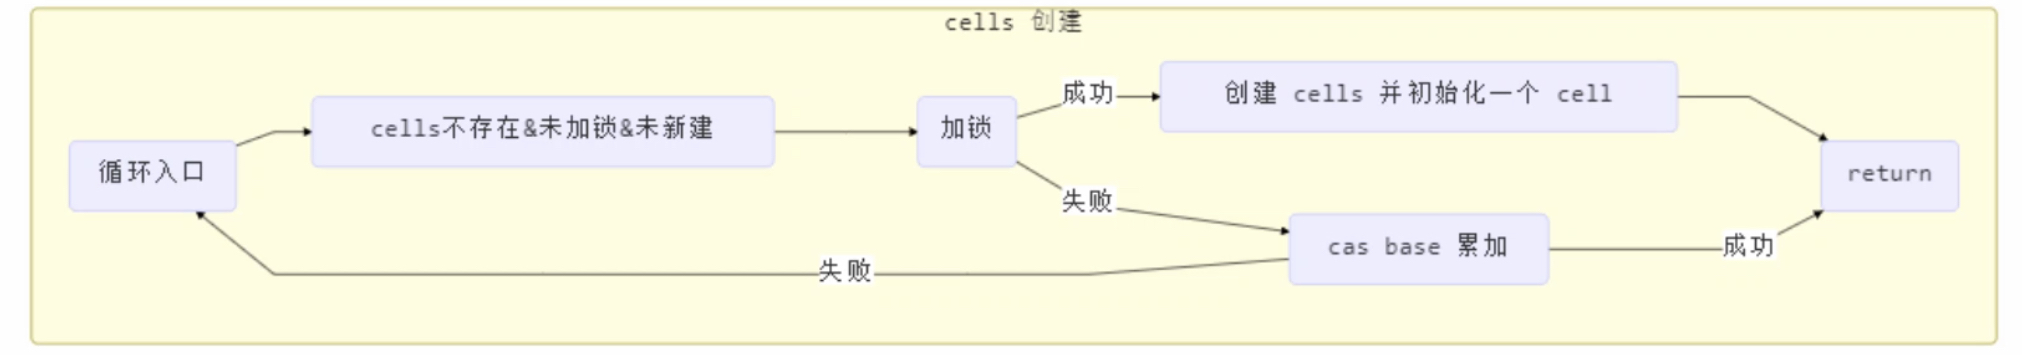 cells 创建
循环入口
cells不存在&未加锁&未新建
加锁
成功
创建 cells 并初始化一个 cell
return
失败
cas base 累加
成功
失败